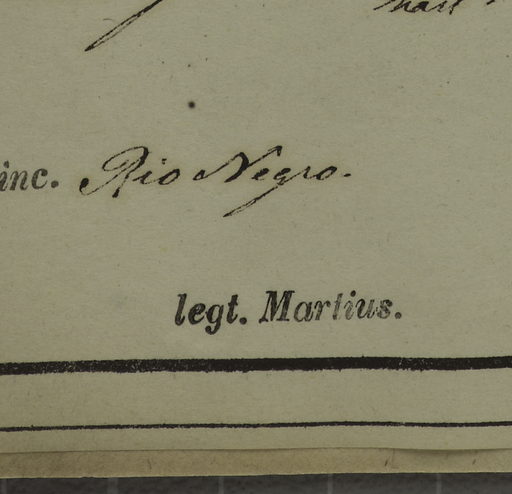 inc. Rio Negro.
legt. Martius.